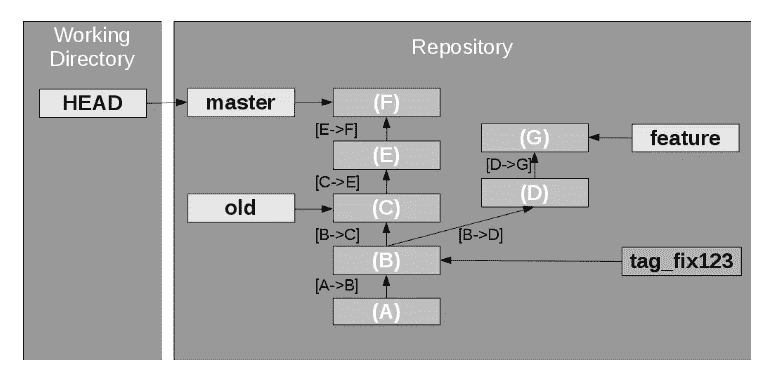 Working
Directory
Repository
HEAD
master
(F)
[E->F]
(G)
feature
(E)
[D->G]
[C->E]
(D)
old
(C)
[B->C]
[B->D]
(B)
tag_fix123
[A->B]
(A)